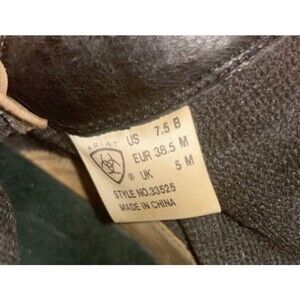 ARIAT
US 7.5 B
EUR 38.5 M
® UK 5 M
STYLE NO.33525
MADE IN CHINA